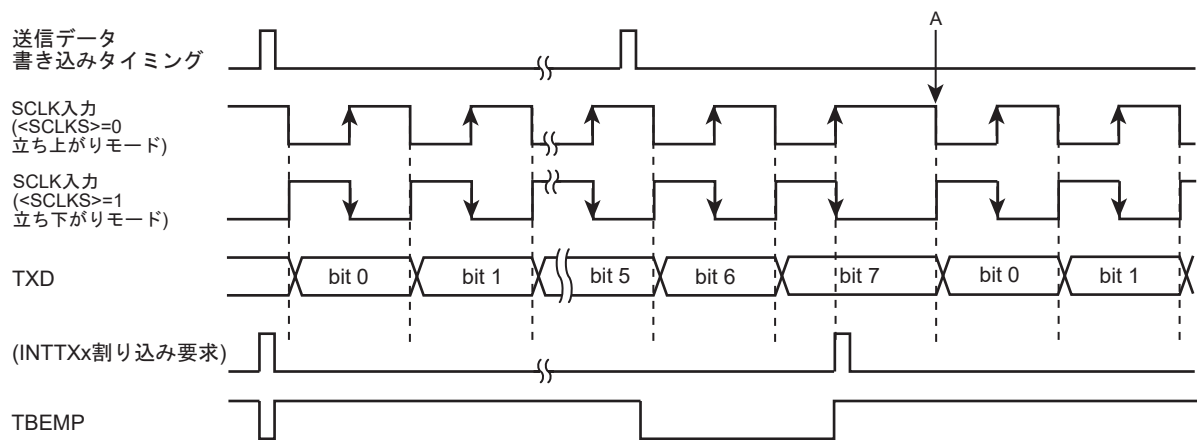 A
送信データ
書き込みタイミング
SCLK入力
(<SCLKS>=0
立ち上がりモード)
SCLK入力
(<SCLKS>=1
立ち下がりモード)
TXD
bit 0
bit 1
bit 5
bit 6
bit 7
bit 0
bit 1
(INTTXx割り込み要求)
TBEMP